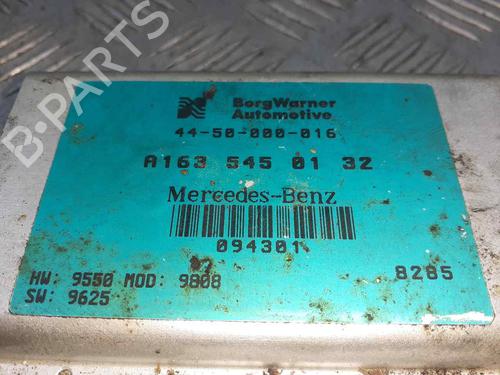 BorgWarner
Automotive
44-50-000-016
A163 545 01 32
Mercedes-Benz
094301
HW: 9550 MOD: 9808
8285
SW: 9625
B-PARTS